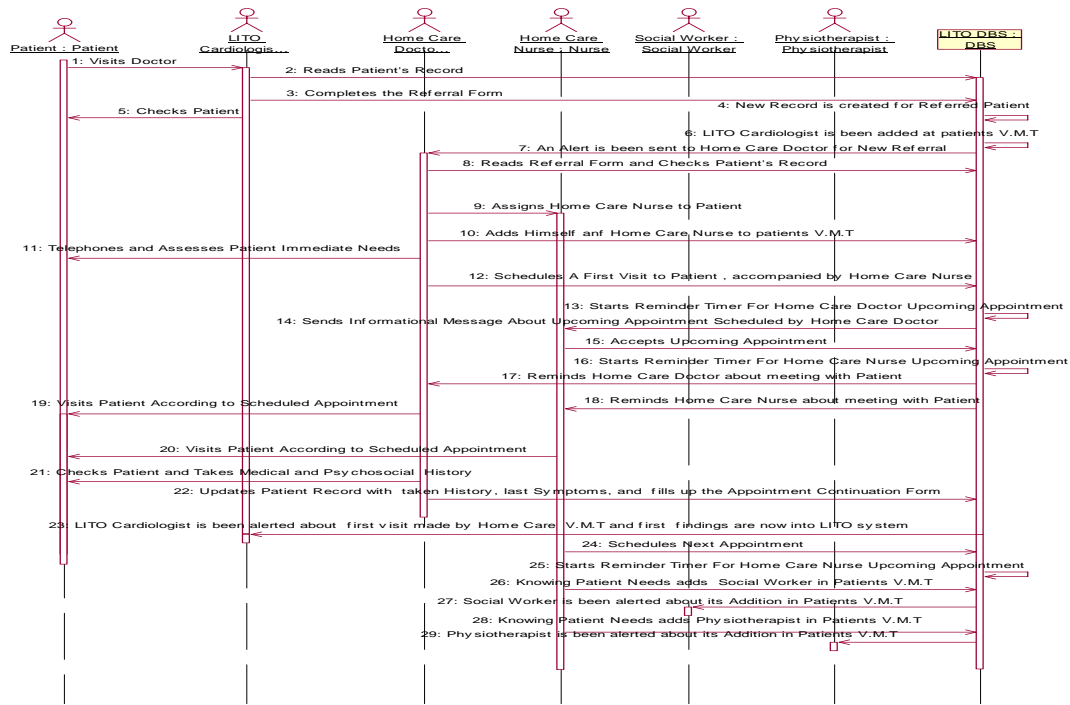 Patient : Patient
LITO
Cardiologis...
Home Care
Docto...
Home Care
Nurse : Nurse
Social Worker :
Social Worker
Physiotherapist :
Physiotherapist
LITO DBS :
DBS
1: Visits Doctor
2: Reads Patient's Record
3: Completes the Referral Form
4: New Record is created for Referred Patient
5: Checks Patient
6: LITO Cardiologist is been added at patients V.M.T
7: An Alert is been sent to Home Care Doctor for New Referral
8: Reads Referral Form and Checks Patient's Record
9: Assigns Home Care Nurse to Patient
10: Adds Himself anf Home Care Nurse to patients V.M.T
11: Telephones and Assesses Patient Immediate Needs
12: Schedules A First Visit to Patient , accompanied by Home Care Nurse
13: Starts Reminder Timer For Home Care Doctor Upcoming Appointment
14: Sends Informational Message About Upcoming Appointment Scheduled by Home Care Doctor
15: Accepts Upcoming Appointment
16: Starts Reminder Timer For Home Care Nurse Upcoming Appointment
17: Reminds Home Care Doctor about meeting with Patient
18: Reminds Home Care Nurse about meeting with Patient
19: Visits Patient According to Scheduled Appointment
20: Visits Patient According to Scheduled Appointment
21: Checks Patient and Takes Medical and Psychosocial History
22: Updates Patient Record with taken History, last Symptoms, and fills up the Appointment Continuation Form
23: LITO Cardiologist is been alerted about first visit made by Home Care V.M.T and first findings are now into LITO system
24: Schedules Next Appointment
25: Starts Reminder Timer For Home Care Nurse Upcoming Appointment
26: Knowing Patient Needs adds Social Worker in Patients V.M.T
27: Social Worker is been alerted about its Addition in Patients V.M.T
28: Knowing Patient Needs adds Physiotherapist in Patients V.M.T
29: Physiotherapist is been alerted about its Addition in Patients V.M.T